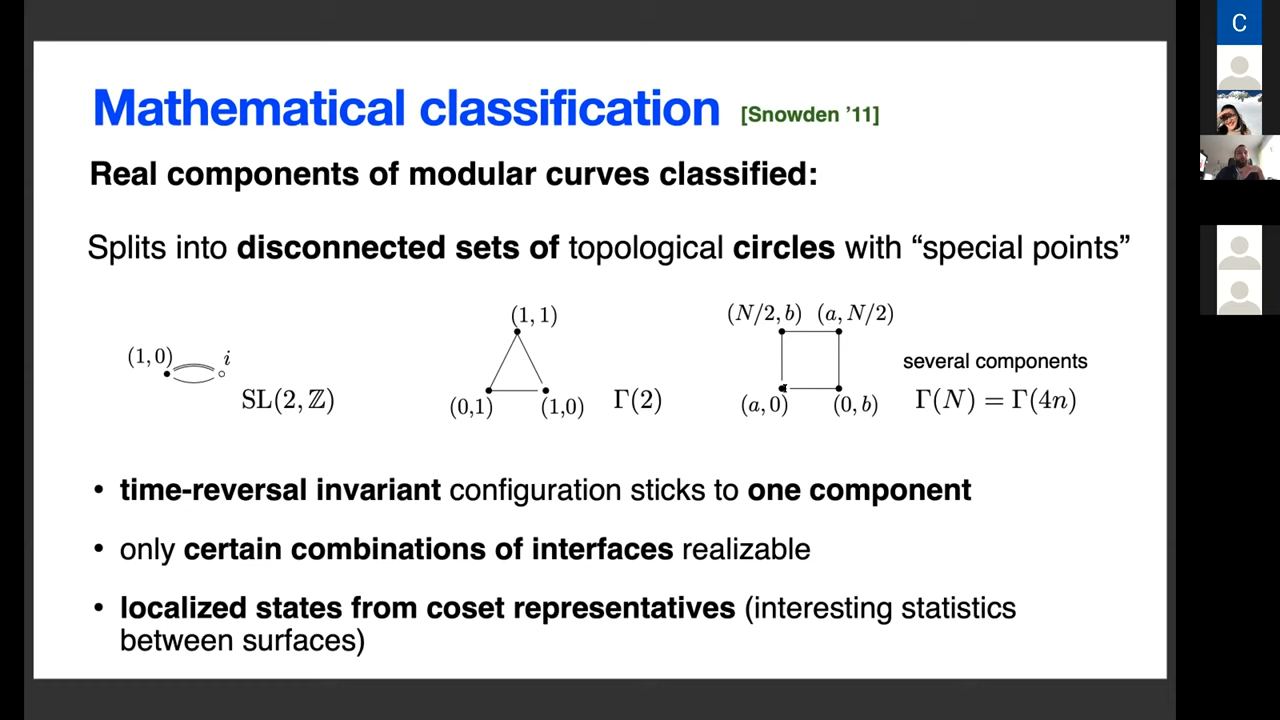 Mathematical classification [Snowden ’11]
Real components of modular curves classified:
Splits into disconnected sets of topological circles with “special points”
(1, 0) i
SL(2, ℤ)
(1, 1)
(0,1) (1,0) Γ(2)
(N/2, b) (a, N/2)
(a, 0) (0, b)
several components
Γ(N) = Γ(4n)
• time-reversal invariant configuration sticks to one component
• only certain combinations of interfaces realizable
• localized states from coset representatives (interesting statistics
between surfaces)
C